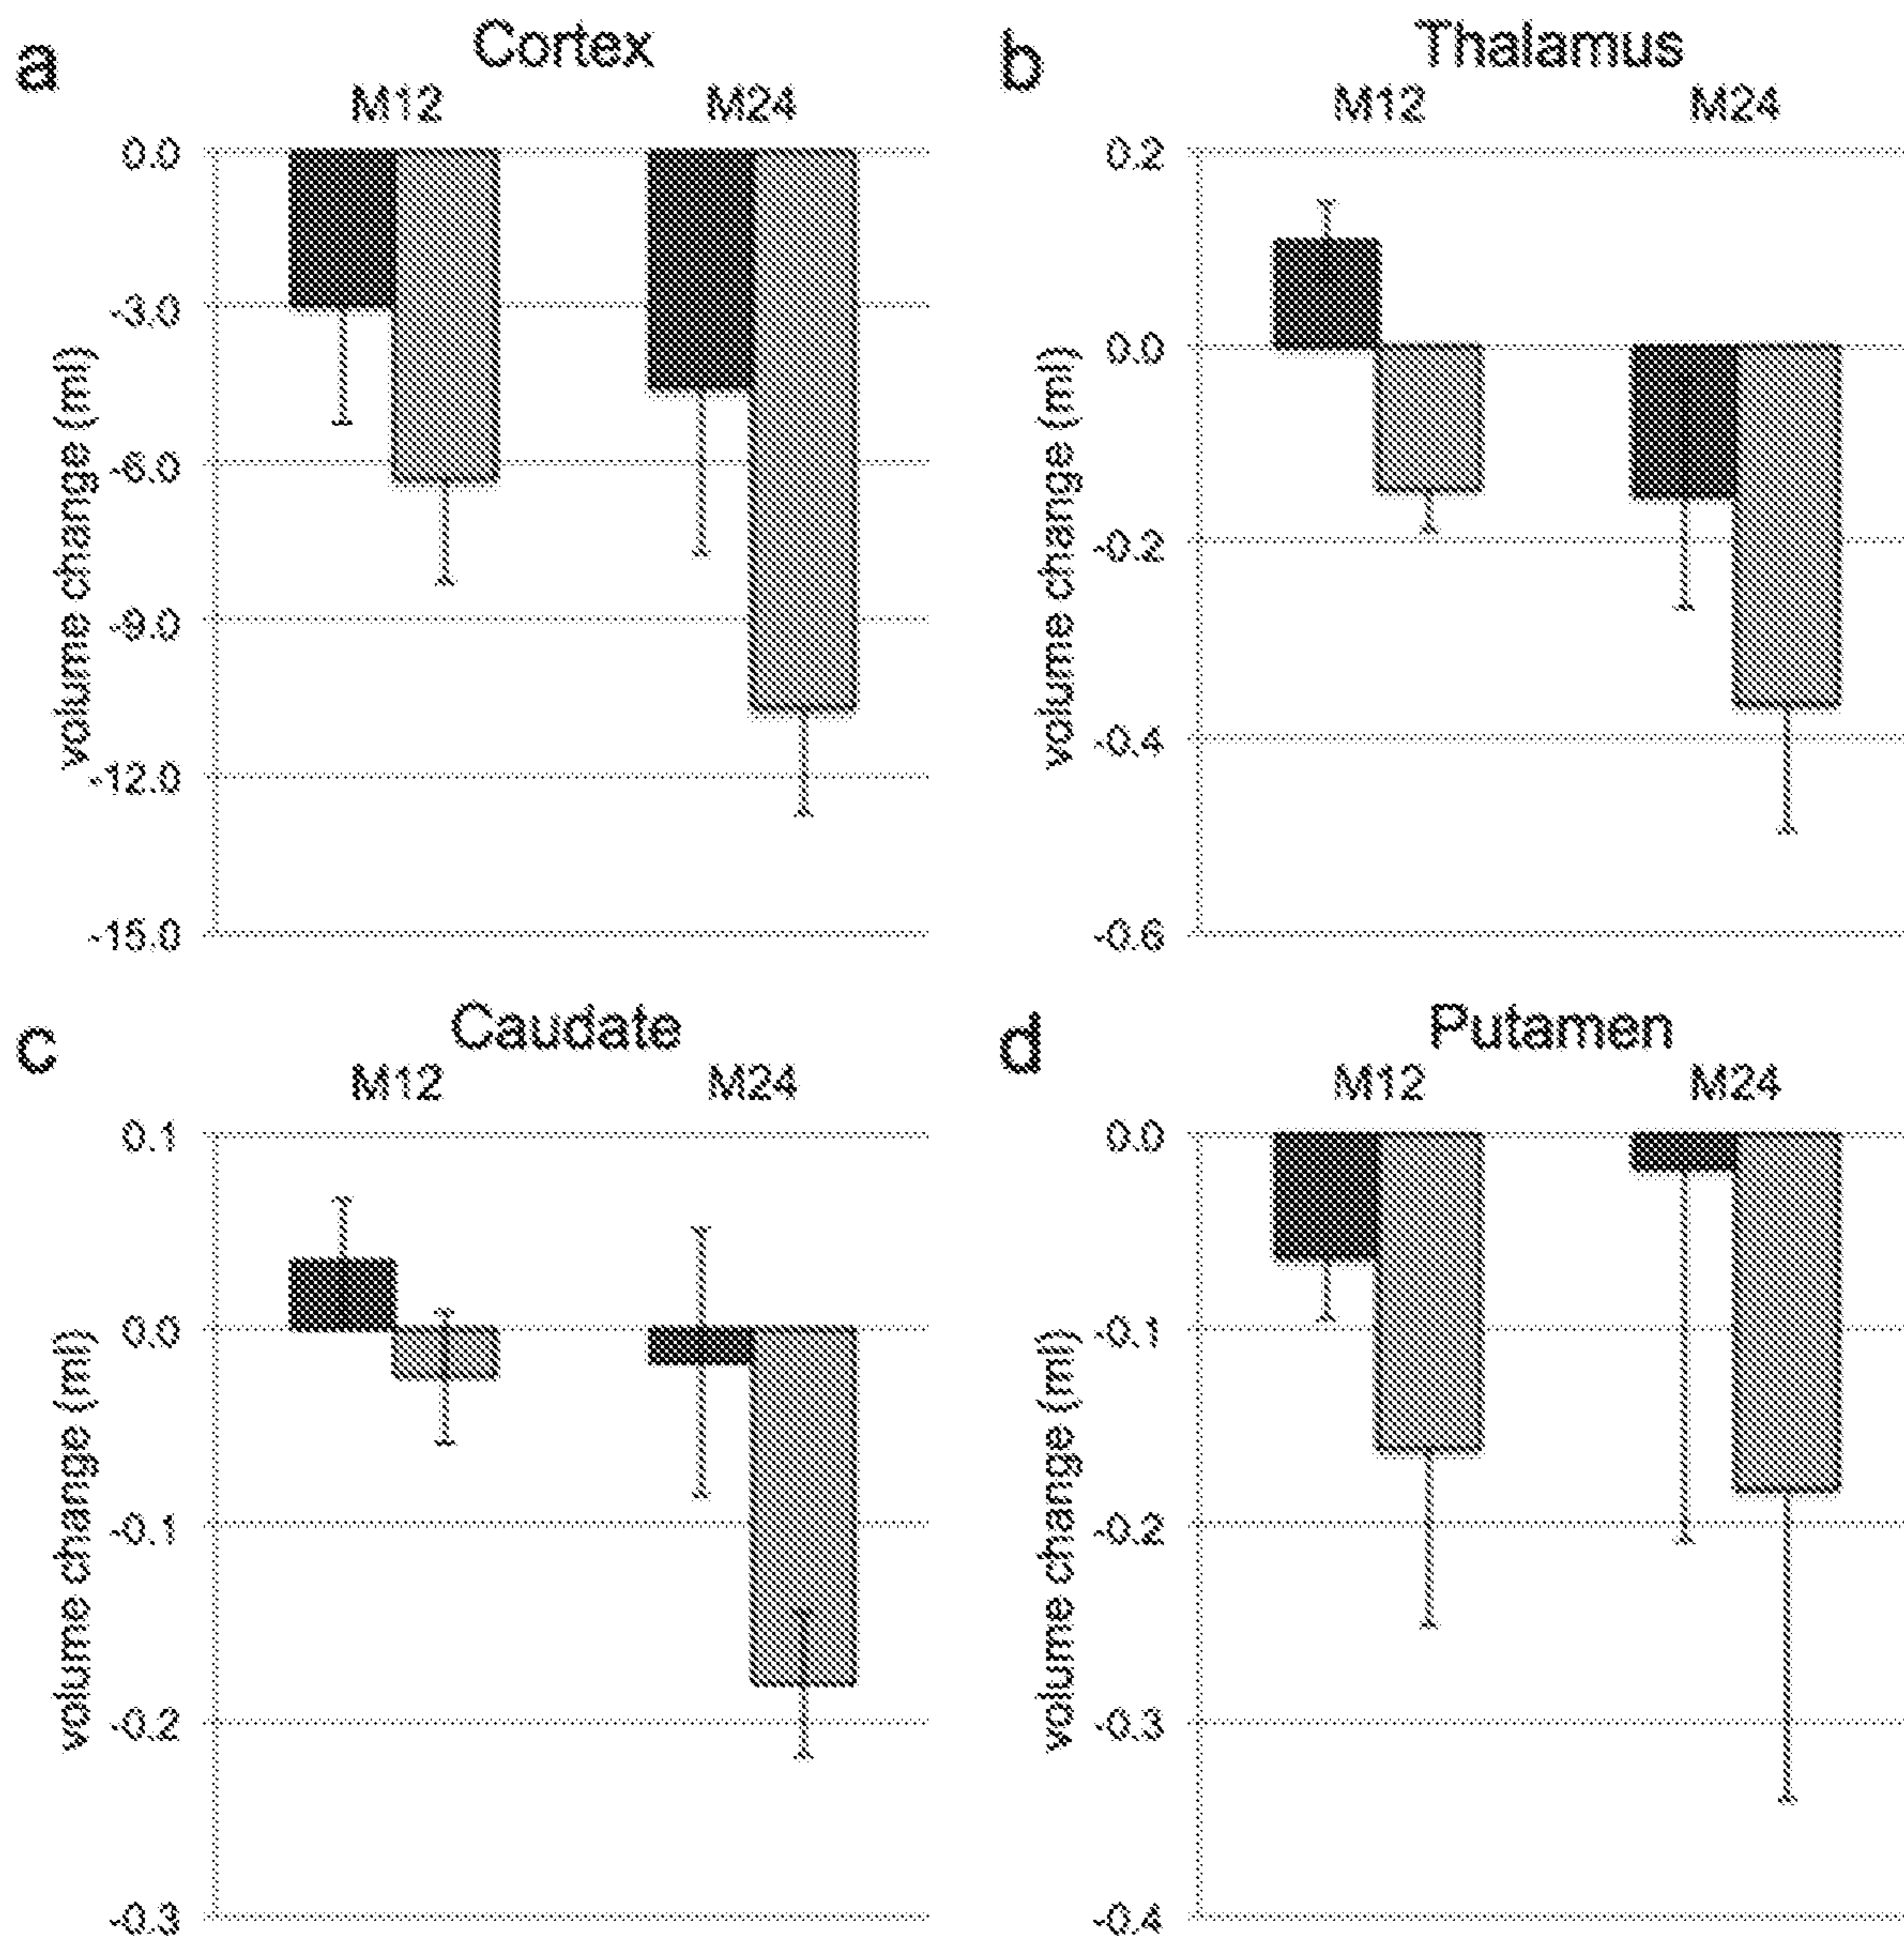 a
Cortex
M12 M24
0.0
-3.0
-6.0
-9.0
-12.0
-15.0
volume change (ml)
b
Thalamus
M12 M24
0.2
0.0
-0.2
-0.4
-0.6
volume change (ml)
c
Caudate
M12 M24
0.1
0.0
-0.1
-0.2
-0.3
volume change (ml)
d
Putamen
M12 M24
0.0
-0.1
-0.2
-0.3
-0.4
volume change (ml)